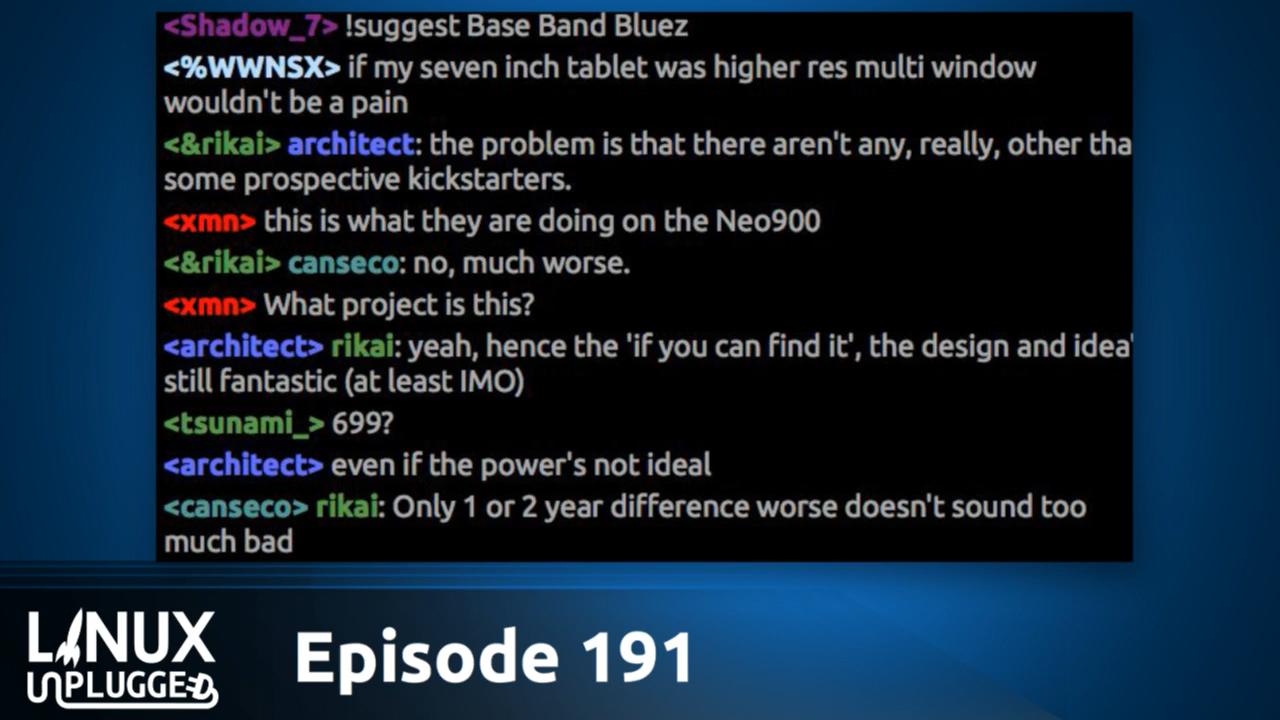 <Shadow_7> !suggest Base Band Bluez
<%WWNSX> if my seven inch tablet was higher res multi window
wouldn't be a pain
<&rikai> architect: the problem is that there aren't any, really, other tha
some prospective kickstarters.
<xmn> this is what they are doing on the Neo900
<&rikai> canseco: no, much worse.
<xmn> What project is this?
<architect> rikai: yeah, hence the 'if you can find it', the design and idea'
still fantastic (at least IMO)
<tsunami_> 699?
<architect> even if the power's not ideal
<canseco> rikai: Only 1 or 2 year difference worse doesn't sound too
much bad
LINUX
UNPLUGGED
Episode 191